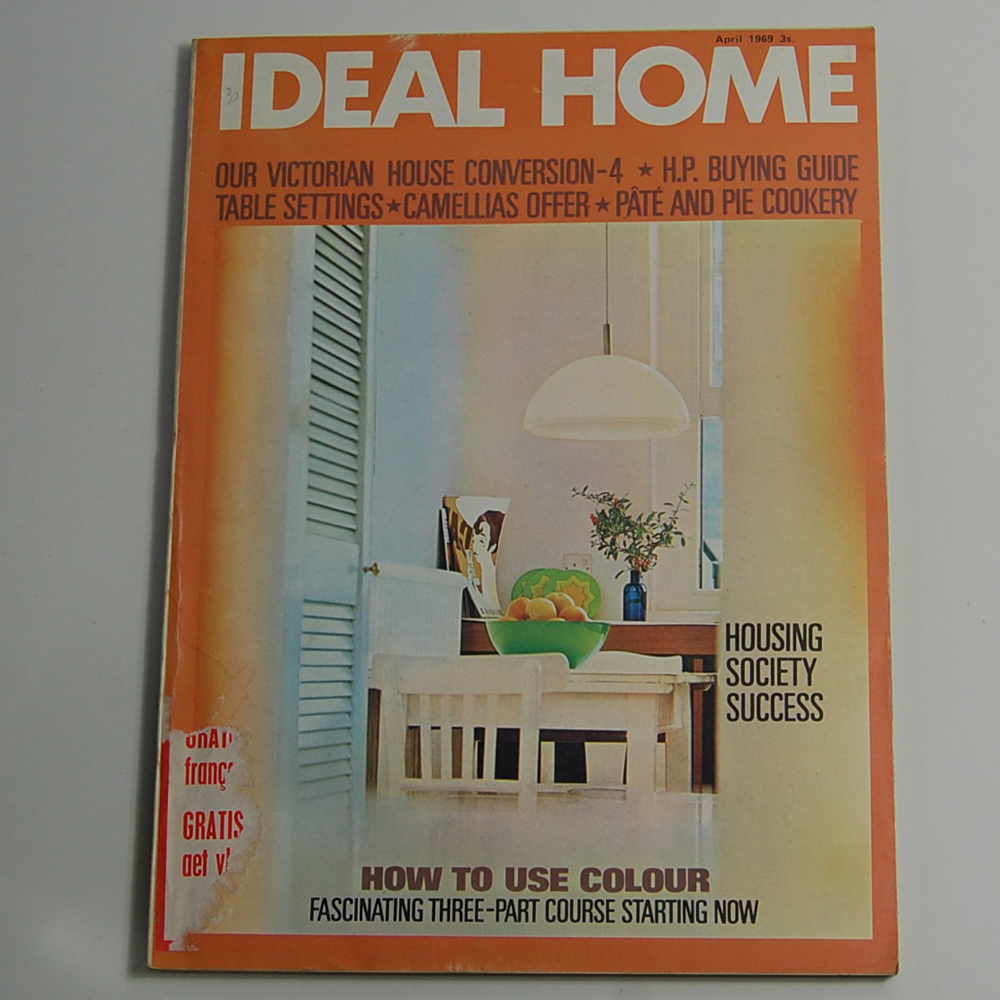 April 1969 3s.
30
IDEAL HOME
OUR VICTORIAN HOUSE CONVERSION-4 ★ H.P. BUYING GUIDE
TABLE SETTINGS★CAMELLIAS OFFER★PÂTÉ AND PIE COOKERY
HOUSING
SOCIETY
SUCCESS
GRATIS
HOW TO USE COLOUR
FASCINATING THREE-PART COURSE STARTING NOW